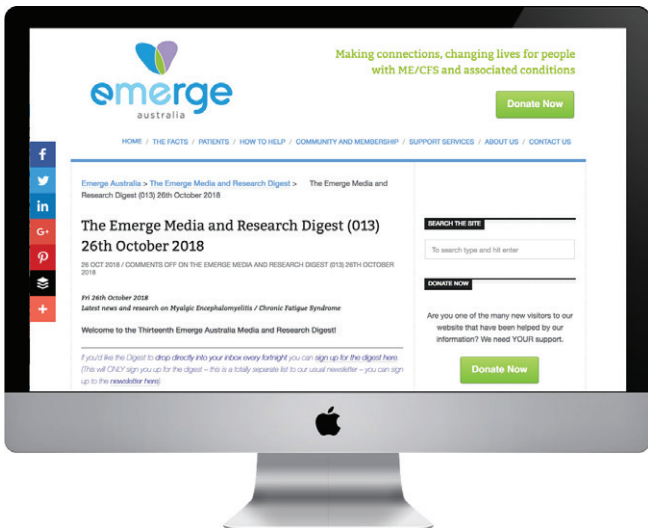 emerge
australia
Making connections, changing lives for people
with ME/CFS and associated conditions
Donate Now
HOME / THE FACTS / PATIENTS / HOW TO HELP / COMMUNITY AND MEMBERSHIP / SUPPORT SERVICES / ABOUT US / CONTACT US
Emerge Australia > The Emerge Media and Research Digest > The Emerge Media and
Research Digest (013) 26th October 2018
The Emerge Media and Research Digest (013)
26th October 2018
26 OCT 2018 / COMMENTS OFF ON THE EMERGE MEDIA AND RESEARCH DIGEST (013) 26TH OCTOBER
2018
Fri 26th October 2018
Latest news and research on Myalgic Encephalomyelitis / Chronic Fatigue Syndrome
Welcome to the Thirteenth Emerge Australia Media and Research Digest!
If you'd like the Digest to drop directly into your inbox every fortnight you can sign up for the digest here
(This will ONLY sign you up for the digest – this is a totally separate list to our usual newsletter – you can sign
up to the newsletter here).
SEARCH THE SITE
To search type and hit enter
DONATE NOW
Are you one of the many new visitors to our
website that have been helped by our
information? We need YOUR support.
Donate Now
f
in
G+